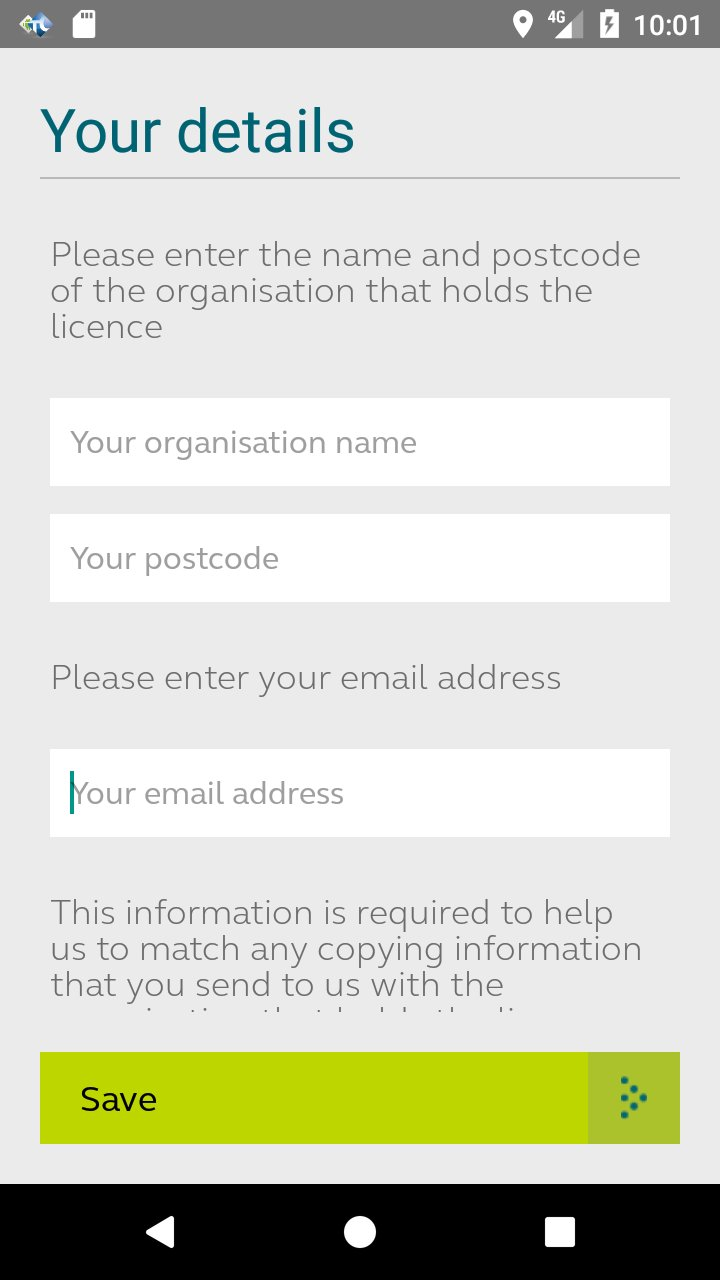 4G 10:01
Your details
Please enter the name and postcode
of the organisation that holds the
licence
Your organisation name
Your postcode
Please enter your email address
Your email address
This information is required to help
us to match any copying information
that you send to us with the
Save